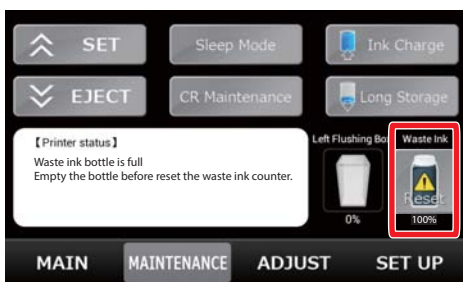 SET Sleep Mode Ink Charge
EJECT CR Maintenance Long Storage
【Printer status】
Waste ink bottle is full
Empty the bottle before reset the waste ink counter.
Left Flushing Bo Waste Ink
Reset
0% 100%
MAIN MAINTENANCE ADJUST SET UP